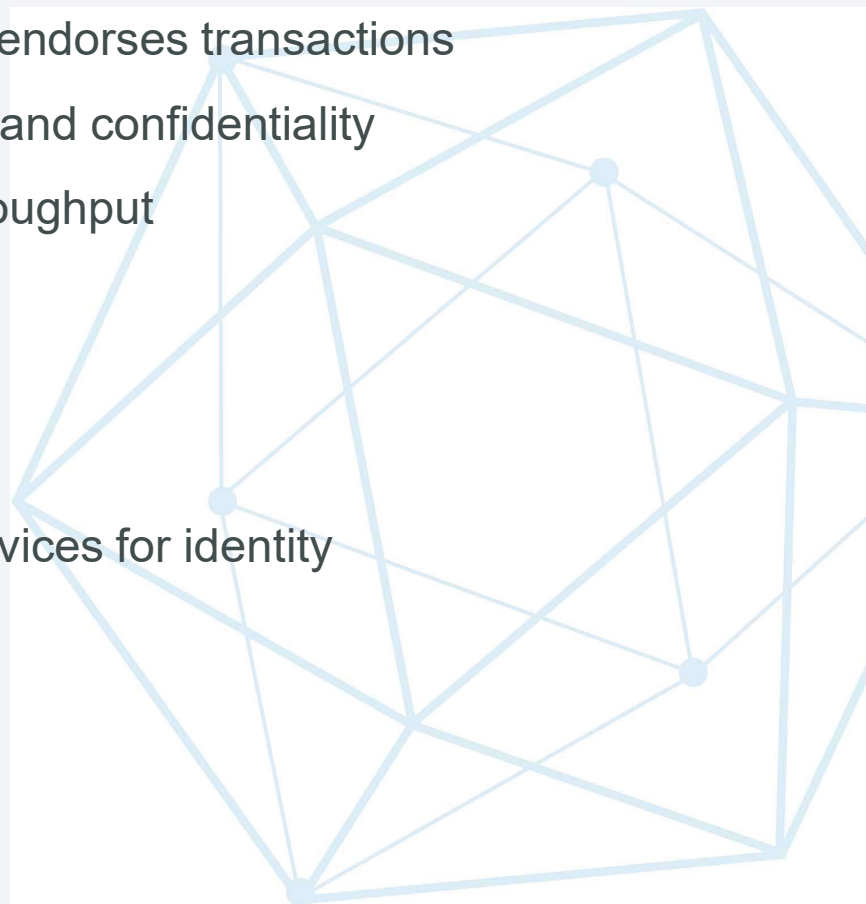 endorses transactions
and confidentiality
oughput
vices for identity